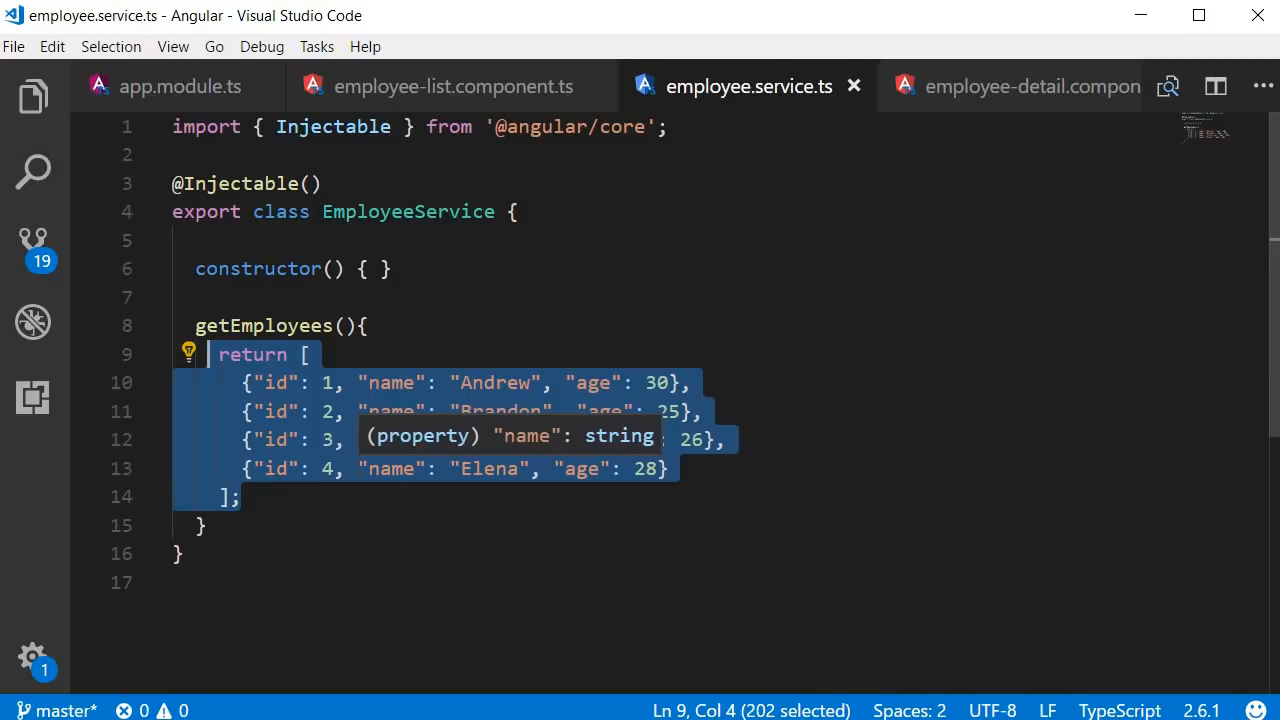 employee.service.ts - Angular - Visual Studio Code
File Edit Selection View Go Debug Tasks Help
app.module.ts employee-list.component.ts employee.service.ts employee-detail.compon
1 import { Injectable } from '@angular/core';
2
3 @Injectable()
4 export class EmployeeService {
5
6 constructor() { }
7
8 getEmployees(){
9 return [
10 {"id": 1, "name": "Andrew", "age": 30},
11 {"id": 2, "name": "Brandon", "age": 25},
12 {"id": 3, 26},
(property) "name": string
13 {"id": 4, "name": "Elena", "age": 28}
14 ];
15 }
16 }
17
19
1
master* 0 0 Ln 9, Col 4 (202 selected) Spaces: 2 UTF-8 LF TypeScript 2.6.1